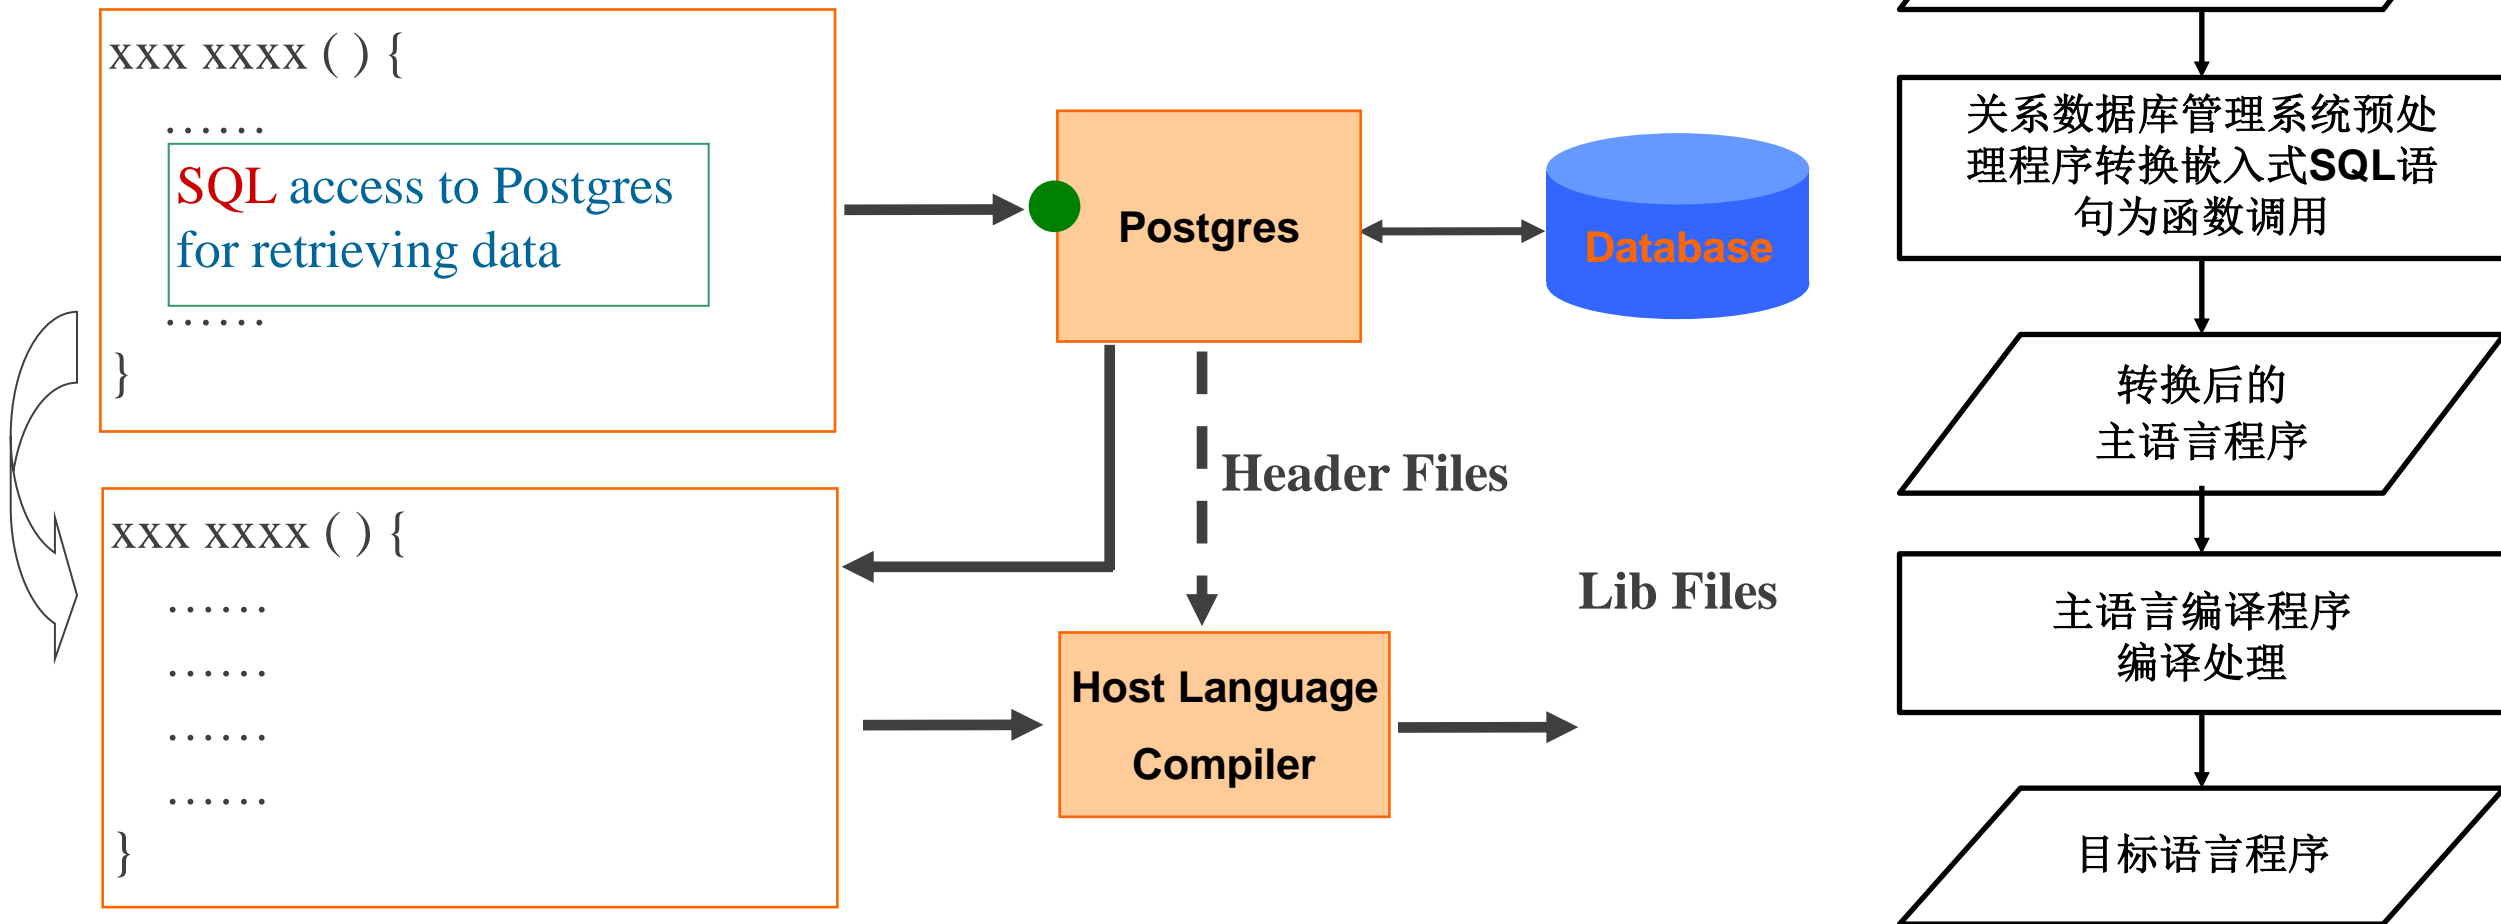 xxx xxxx ( ) {
······
SQL access to Postgres
for retrieving data
······
}
Postgres
Database
Header Files
Lib Files
xxx xxxx ( ) {
······
······
······
······
}
Host Language
Compiler
关系数据库管理系统预处
理程序转换嵌入式SQL语
句为函数调用
转换后的
主语言程序
主语言编译程序
编译处理
目标语言程序